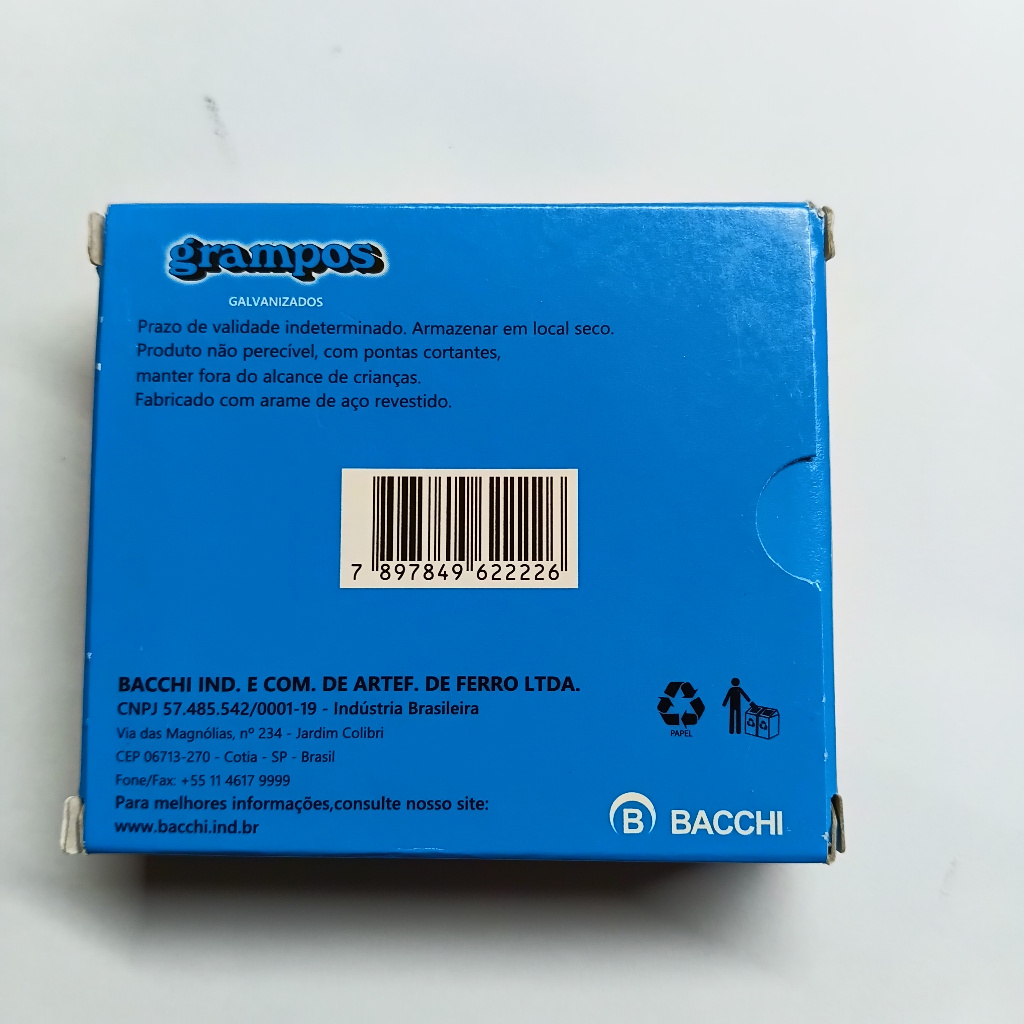 grampos
GALVANIZADOS
Prazo de validade indeterminado. Armazenar em local seco.
Produto não perecível, com pontas cortantes,
manter fora do alcance de crianças.
Fabricado com arame de aço revestido.
7 897849 622226
BACCHI IND. E COM. DE ARTEF. DE FERRO LTDA.
CNPJ 57.485.542/0001-19 - Indústria Brasileira
Via das Magnólias, nº 234 - Jardim Colibri
CEP 06713-270 - Cotia - SP - Brasil
Fone/Fax: +55 11 4617 9999
Para melhores informações,consulte nosso site:
www.bacchi.ind.br
PAPEL
B BACCHI